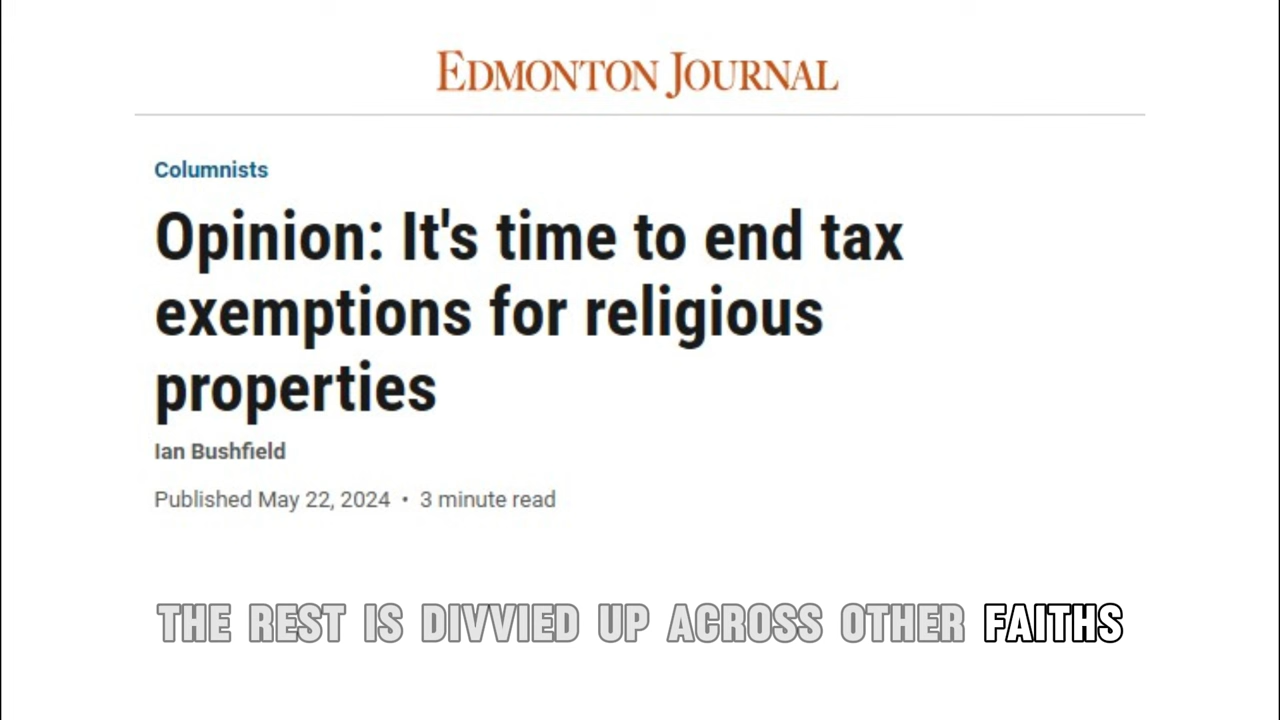 EDMONTON JOURNAL
Columnists
Opinion: It's time to end tax
exemptions for religious
properties
Ian Bushfield
Published May 22, 2024 • 3 minute read
THE REST IS DIVVIED UP ACROSS OTHER FAITHS